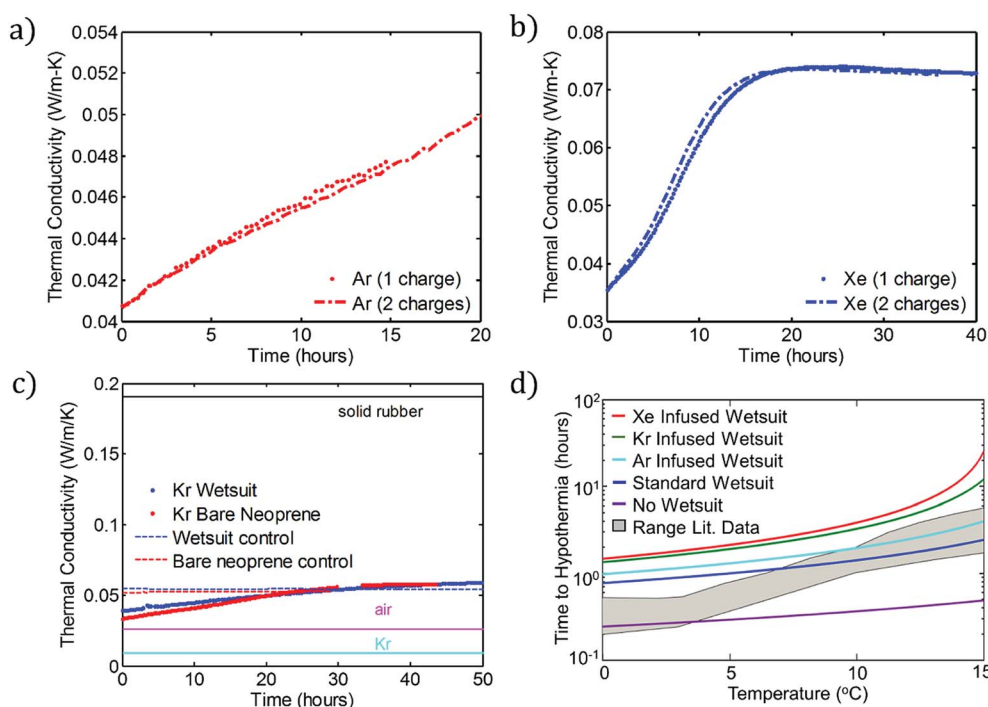 a)
Thermal Conductivity (W/m-K)
0.054
0.052
0.05
0.048
0.046
0.044
0.042
0.04
0
5
10
15
20
Time (hours)
Ar (1 charge)
Ar (2 charges)
b)
Thermal Conductivity (W/m-K)
0.08
0.07
0.06
0.05
0.04
0.03
0
10
20
30
40
Time (hours)
Xe (1 charge)
Xe (2 charges)
c)
Thermal Conductivity (W/m/K)
0.2
0.15
0.1
0.05
0
0
10
20
30
40
50
Time (hours)
solid rubber
Kr Wetsuit
Kr Bare Neoprene
Wetsuit control
Bare neoprene control
air
Kr
d)
Time to Hypothermia (hours)
10²
10¹
10⁰
10⁻¹
0
5
10
15
Temperature (°C)
Xe Infused Wetsuit
Kr Infused Wetsuit
Ar Infused Wetsuit
Standard Wetsuit
No Wetsuit
Range Lit. Data